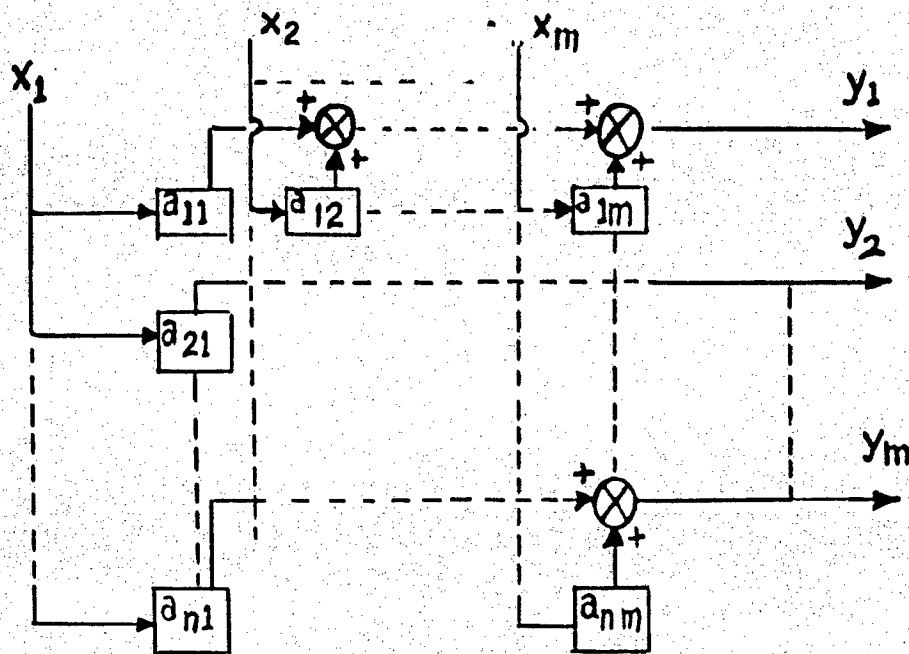 x₁ x₂ xₘ
+ + y₁
+ +
a₁₁ a₁₂ a₁ₘ
y₂
a₂₁
yₘ
+
+
aₙ₁ aₙₘ